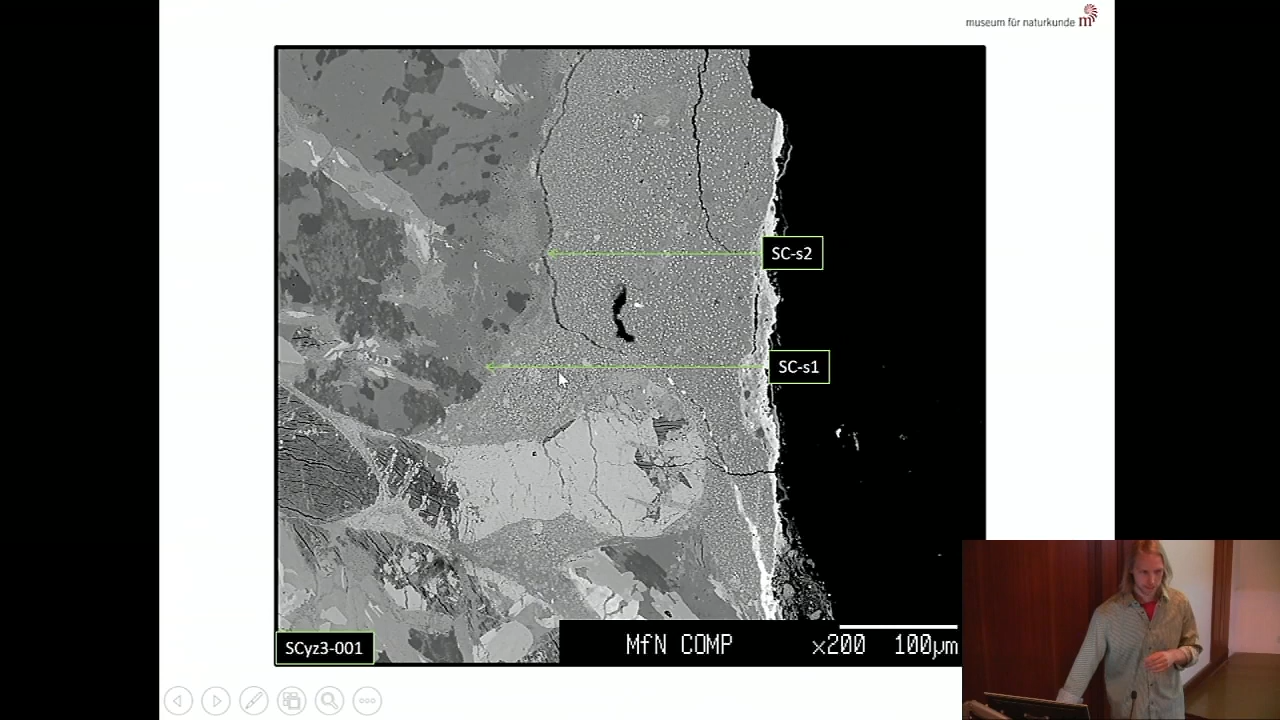 museum für naturkunde
SC-s2
SC-s1
SCyz3-001
MfN COMP ×200 100µm